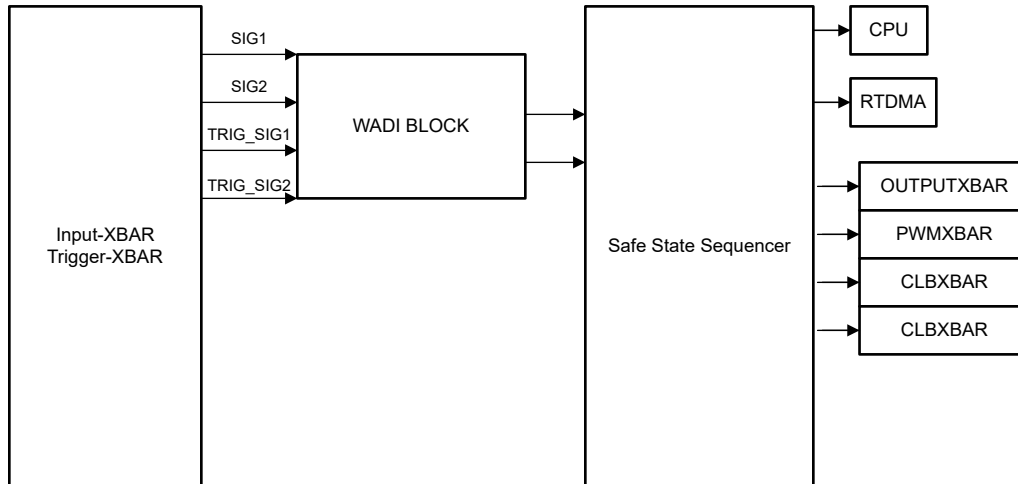 SIG1
SIG2
TRIG_SIG1
TRIG_SIG2
Input-XBAR
Trigger-XBAR
WADI BLOCK
Safe State Sequencer
CPU
RTDMA
OUTPUTXBAR
PWMXBAR
CLBXBAR
CLBXBAR